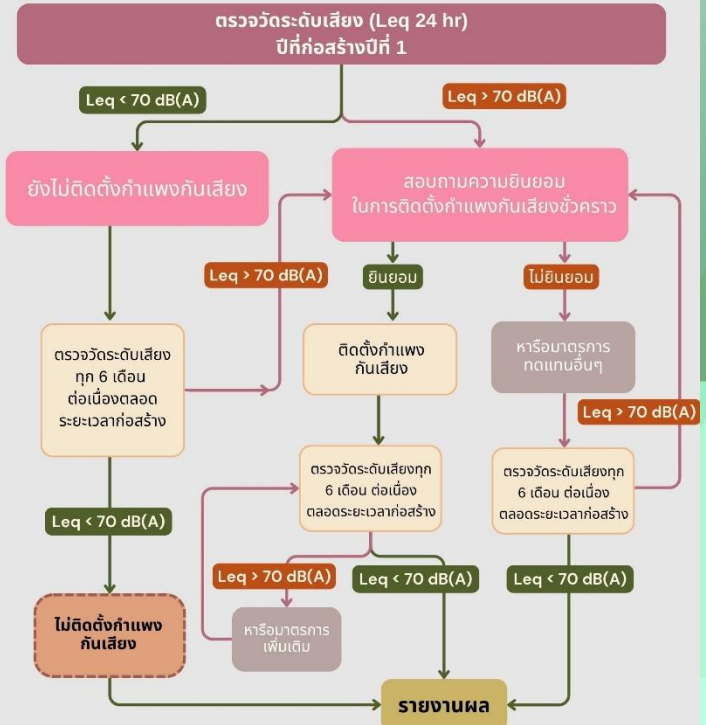 ตรวจวัดระดับเสียง (Leq 24 hr)
ปีที่ก่อสร้างปีที่ 1
Leq < 70 dB(A)
Leq > 70 dB(A)
ยังไม่ติดตั้งกำแพงกันเสียง
สอบถามความยินยอม
ในการติดตั้งกำแพงกันเสียงชั่วคราว
Leq > 70 dB(A)
ยินยอม
ไม่ยินยอม
ตรวจวัดระดับเสียง
ทุก 6 เดือน
ต่อเนื่องตลอด
ระยะเวลาก่อสร้าง
ติดตั้งกำแพง
กันเสียง
หารือมาตรการ
ทดแทนอื่นๆ
Leq > 70 dB(A)
ตรวจวัดระดับเสียงทุก
6 เดือน ต่อเนื่อง
ตลอดระยะเวลาก่อสร้าง
ตรวจวัดระดับเสียงทุก
6 เดือน ต่อเนื่อง
ตลอดระยะเวลาก่อสร้าง
Leq < 70 dB(A)
Leq > 70 dB(A)
Leq < 70 dB(A)
Leq < 70 dB(A)
ไม่ติดตั้งกำแพง
กันเสียง
หารือมาตรการ
เพิ่มเติม
รายงานผล